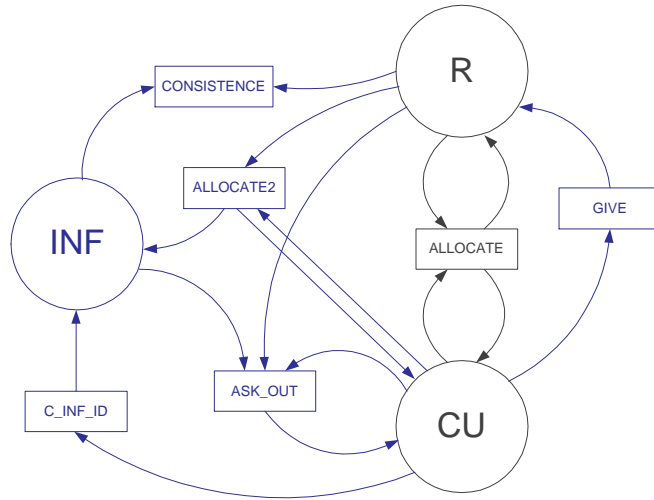 R
CONSISTENCE
ALLOCATE2
GIVE
INF
ALLOCATE
ASK_OUT
C_INF_ID
CU